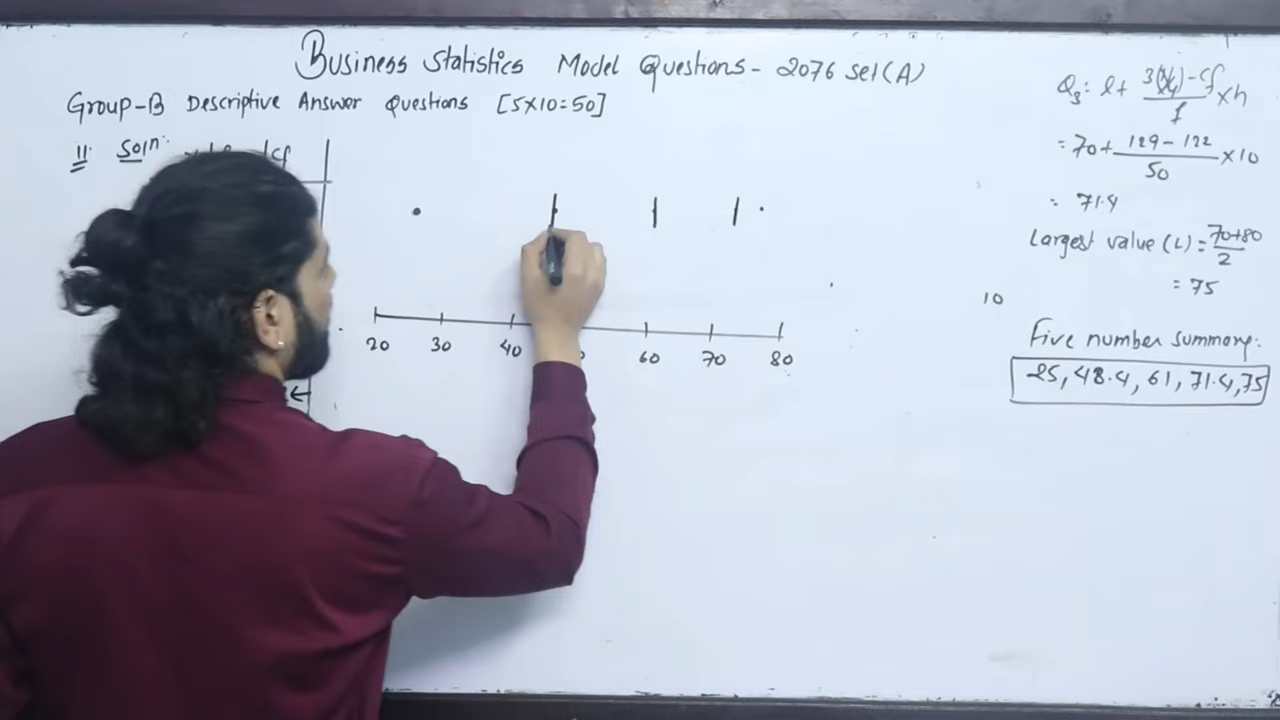 Business Statistics Model Questions - 2076 Set (A)
Group-B Descriptive Answer Questions [5×10=50]
11. Soln:
cf
20 30 40 60 70 80
10
Q3 = l + 3(N/4) - cf / f × h
= 70 + 129 - 122 / 50 × 10
= 71.4
Largest value (L) = 70+80 / 2
= 75
Five number summary:
25, 48.4, 61, 71.4, 75